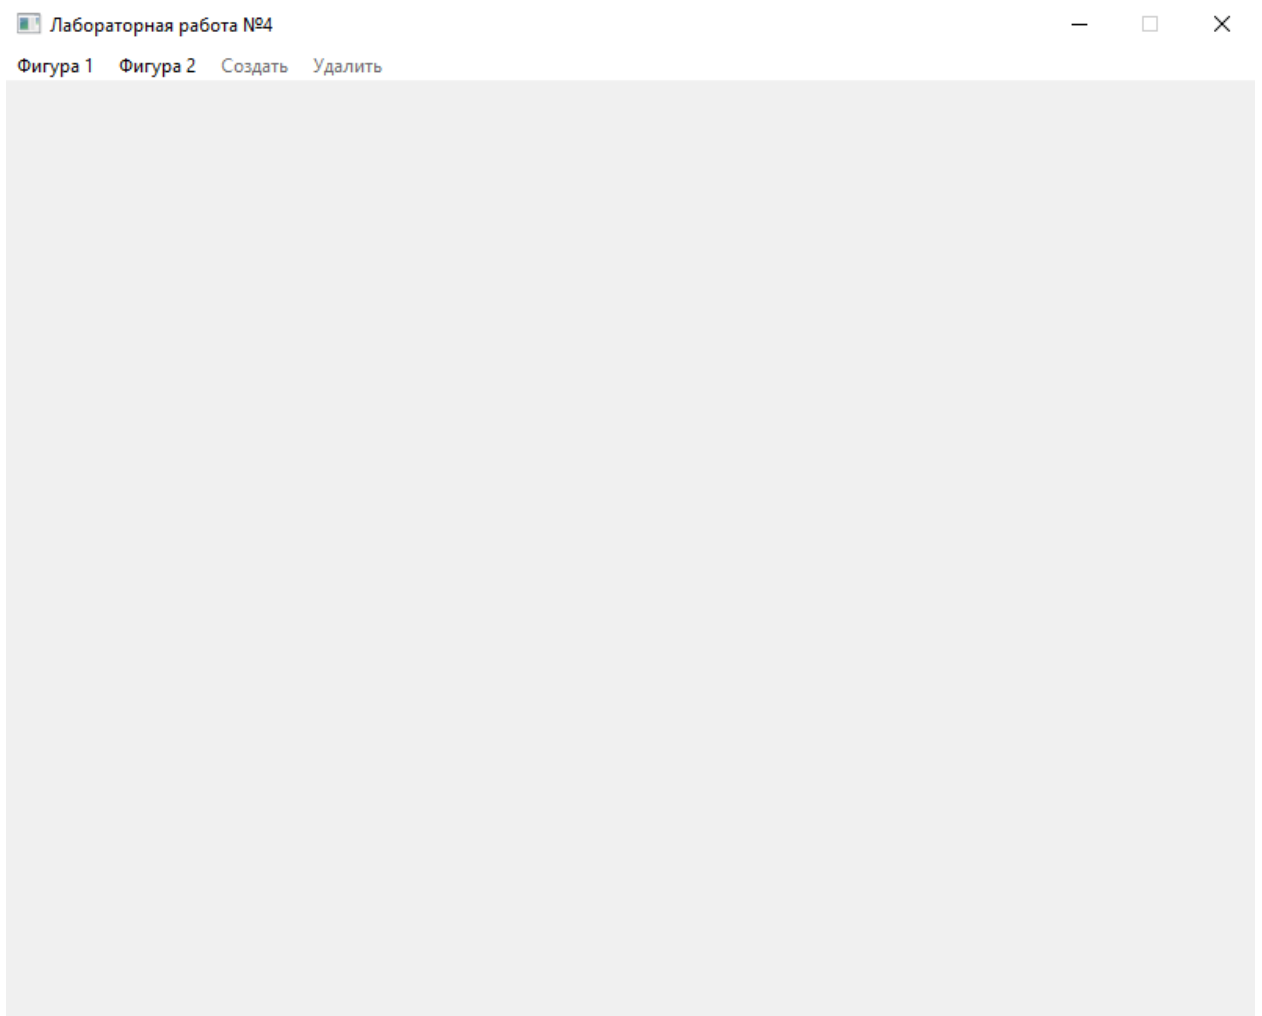 Лабораторная работа №4
Фигура 1 Фигура 2 Создать Удалить